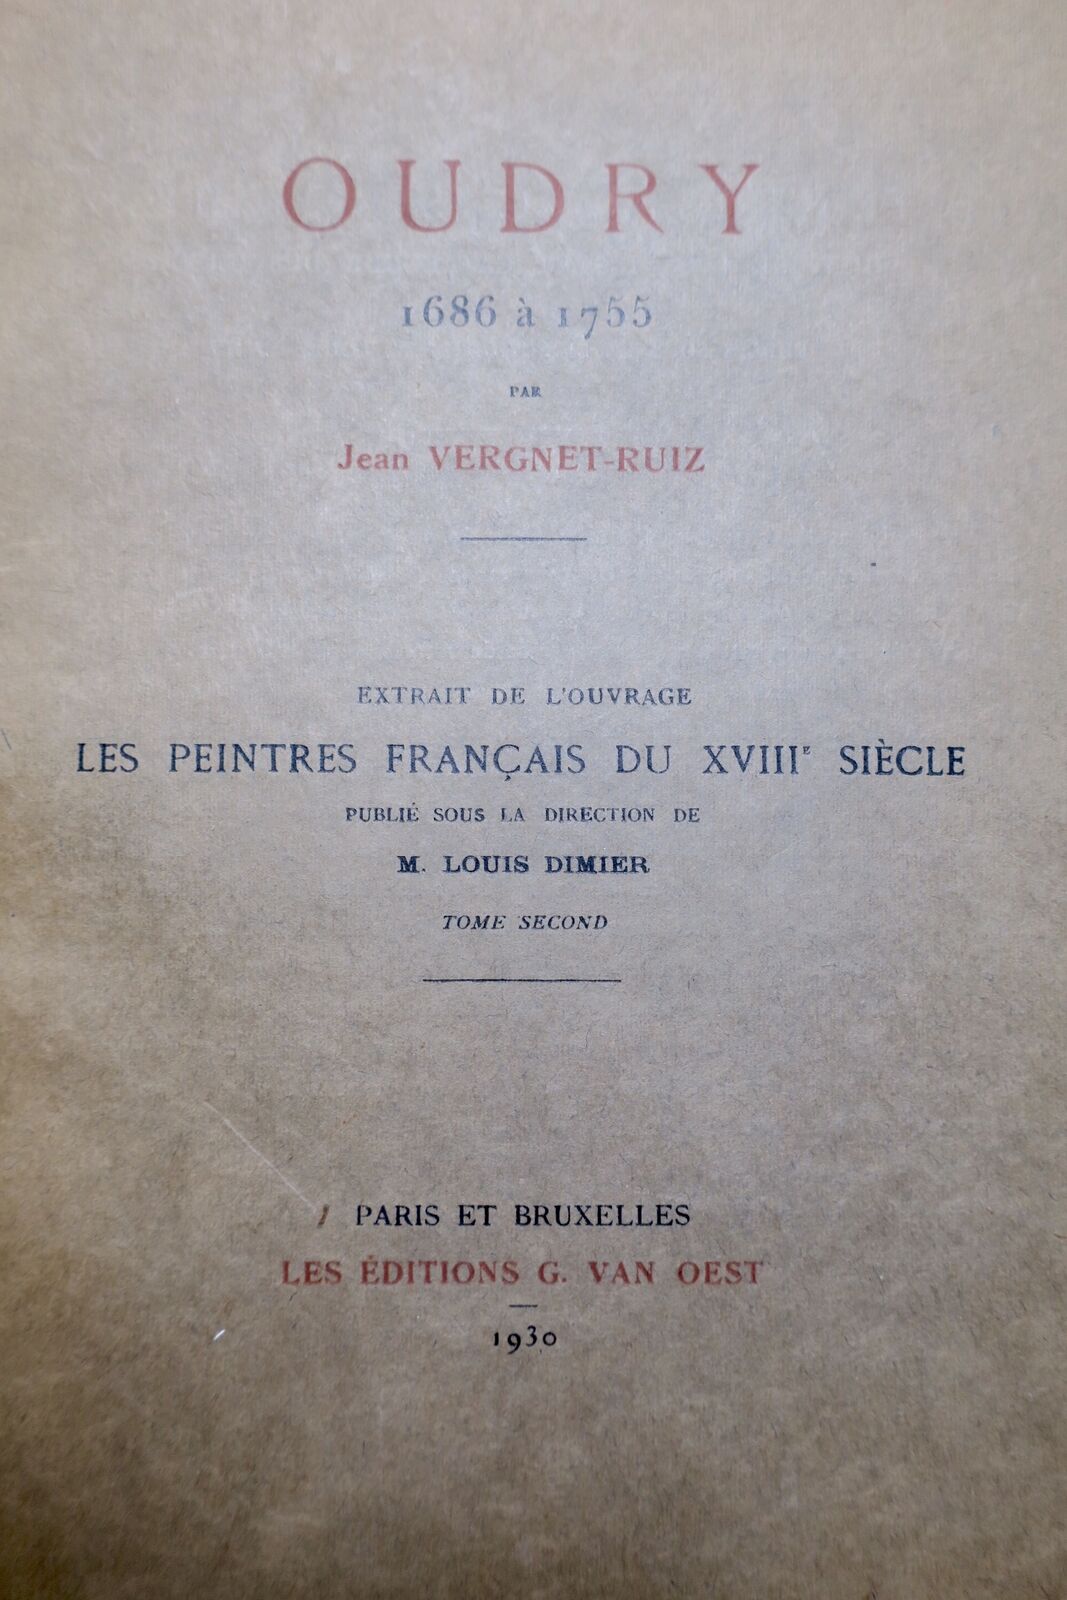 OUDRY
1686 à 1755
PAR
Jean VERGNET-RUIZ
EXTRAIT DE L'OUVRAGE
LES PEINTRES FRANÇAIS DU XVIIIᴱ SIÈCLE
PUBLIÉ SOUS LA DIRECTION DE
M. LOUIS DIMIER
TOME SECOND
PARIS ET BRUXELLES
LES ÉDITIONS G. VAN OEST
1930